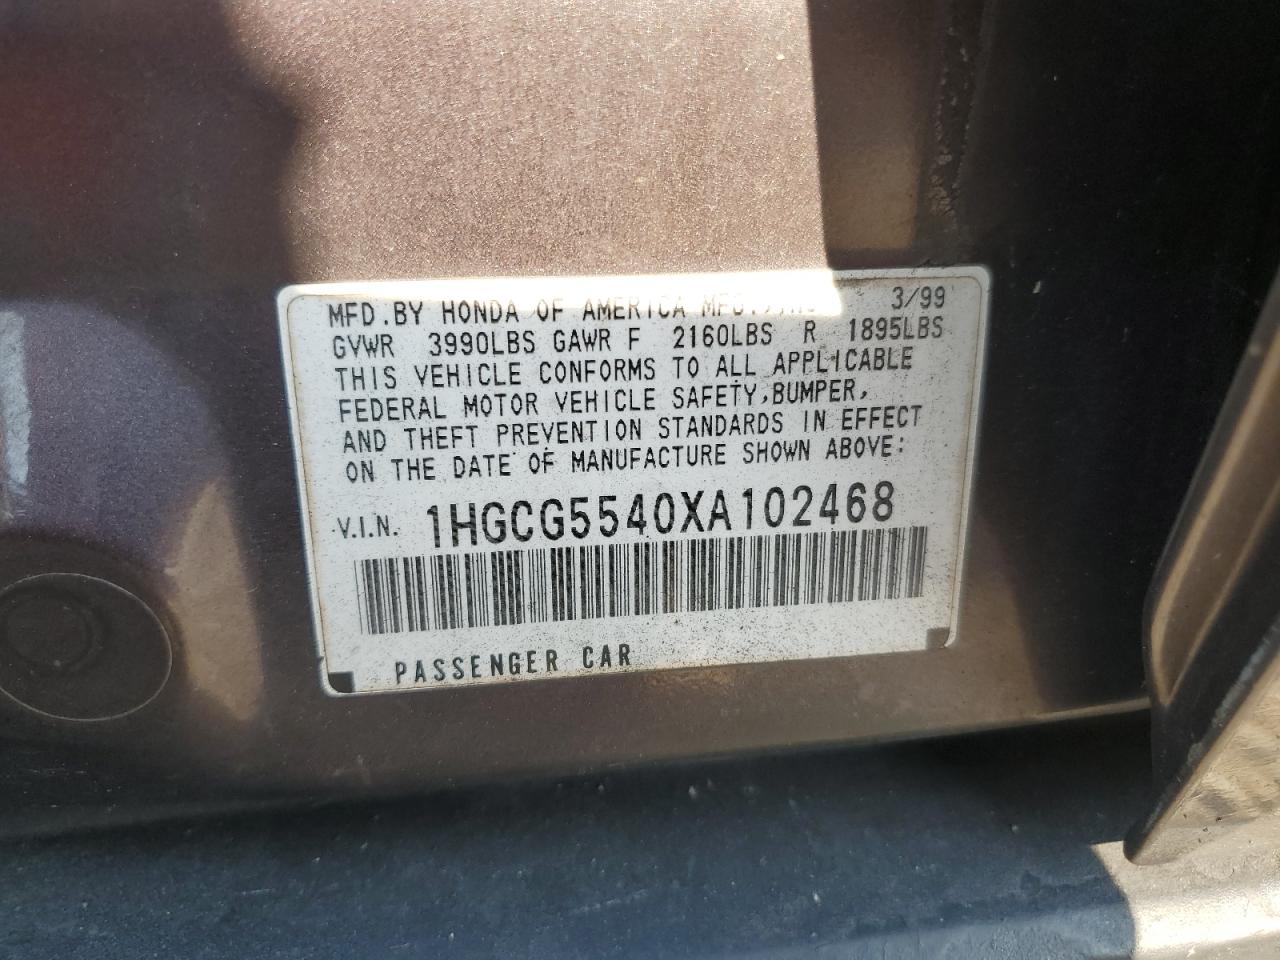 MFD. BY HONDA OF AMERICA MFG., INC. 3/99
GVWR 3990LBS GAWR F 2160LBS R 1895LBS
THIS VEHICLE CONFORMS TO ALL APPLICABLE
FEDERAL MOTOR VEHICLE SAFETY, BUMPER,
AND THEFT PREVENTION STANDARDS IN EFFECT
ON THE DATE OF MANUFACTURE SHOWN ABOVE:
V.I.N. 1HGCG5540XA102468
PASSENGER CAR